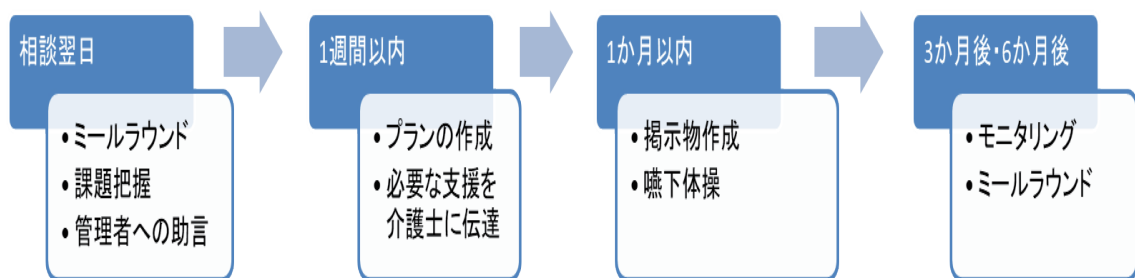 相談翌日
• ミールラウンド
• 課題把握
• 管理者への助言
1週間以内
• プランの作成
• 必要な支援を
介護士に伝達
1か月以内
• 掲示物作成
• 嚥下体操
3か月後・6か月後
• モニタリング
• ミールラウンド